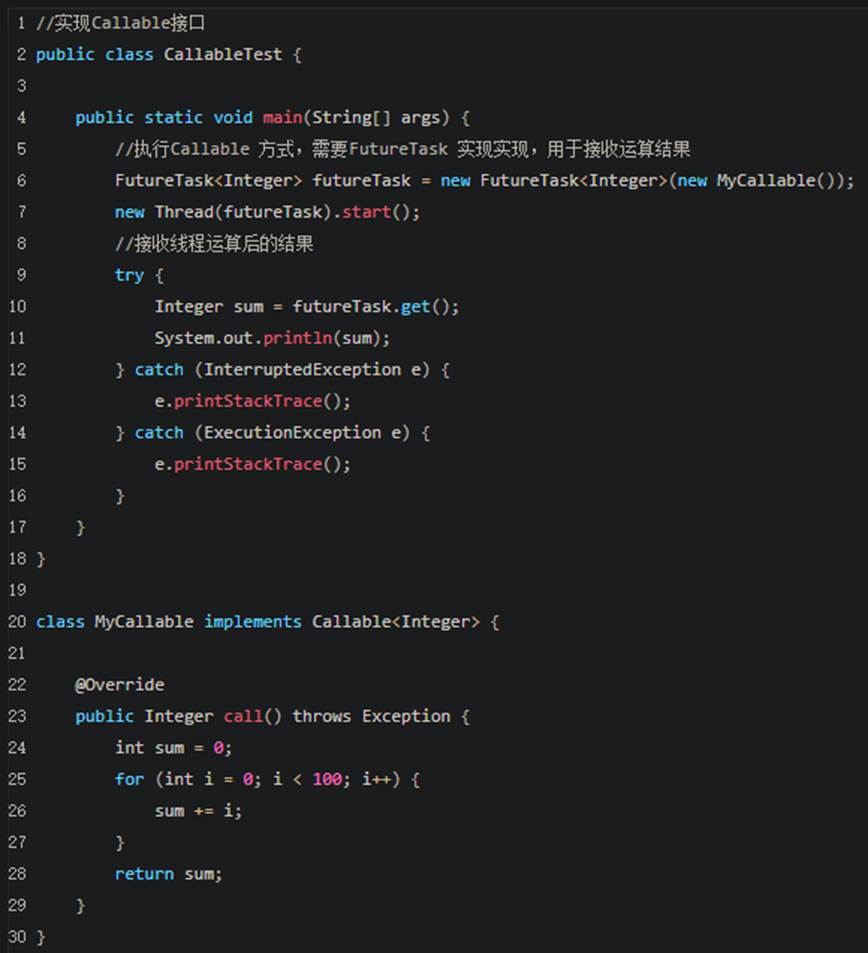 1 //实现Callable接口
2 public class CallableTest {
3
4     public static void main(String[] args) {
5         //执行Callable 方式，需要FutureTask 实现实现，用于接收运算结果
6         FutureTask<Integer> futureTask = new FutureTask<Integer>(new MyCallable());
7         new Thread(futureTask).start();
8         //接收线程运算后的结果
9         try {
10             Integer sum = futureTask.get();
11             System.out.println(sum);
12         } catch (InterruptedException e) {
13             e.printStackTrace();
14         } catch (ExecutionException e) {
15             e.printStackTrace();
16         }
17     }
18 }
19
20 class MyCallable implements Callable<Integer> {
21
22     @Override
23     public Integer call() throws Exception {
24         int sum = 0;
25         for (int i = 0; i < 100; i++) {
26             sum += i;
27         }
28         return sum;
29     }
30 }